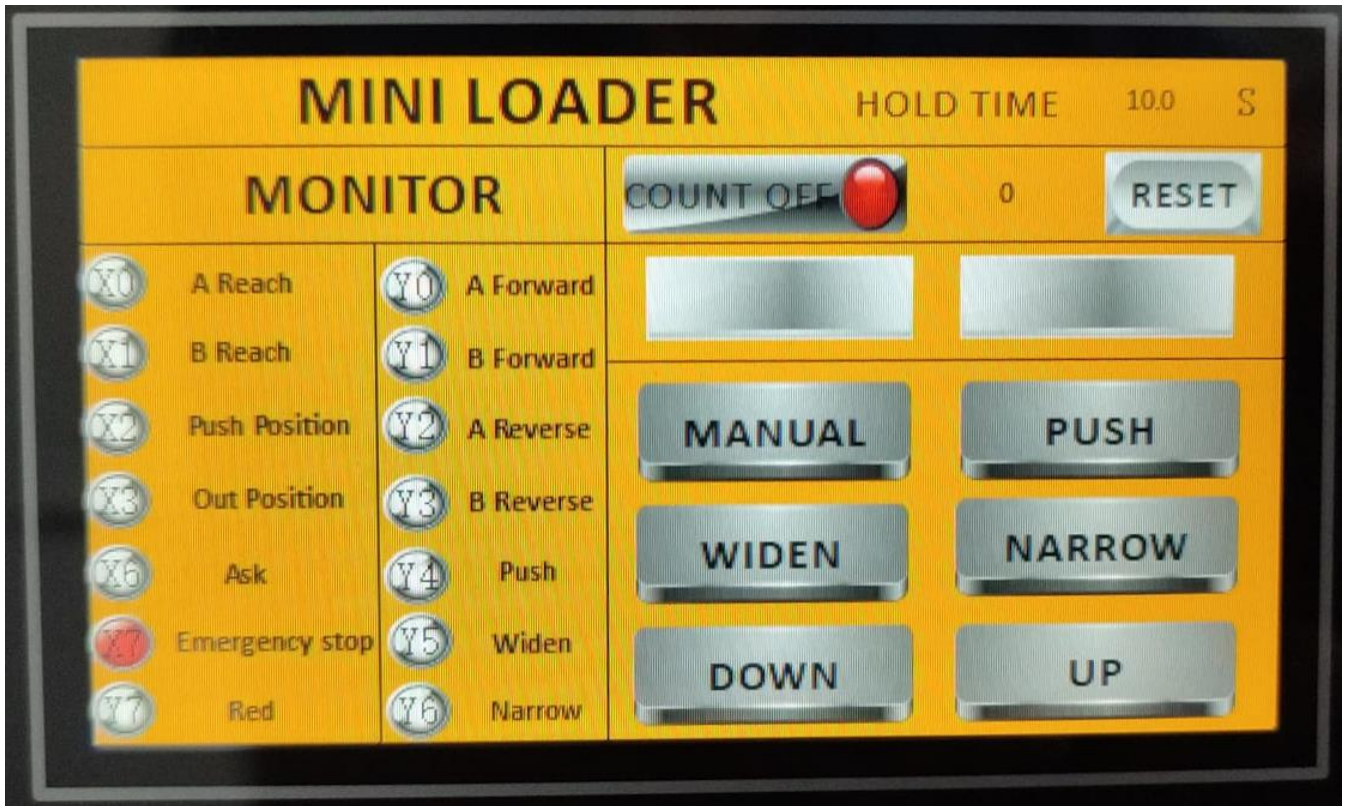 MINI LOADER
HOLD TIME 10.0 S
MONITOR
COUNT OFF 0 RESET
X0 A Reach
X1 B Reach
X2 Push Position
X3 Out Position
X6 Ask
X7 Emergency stop
Y7 Red
Y0 A Forward
Y1 B Forward
Y2 A Reverse
Y3 B Reverse
Y4 Push
Y5 Widen
Y6 Narrow
MANUAL PUSH
WIDEN NARROW
DOWN UP